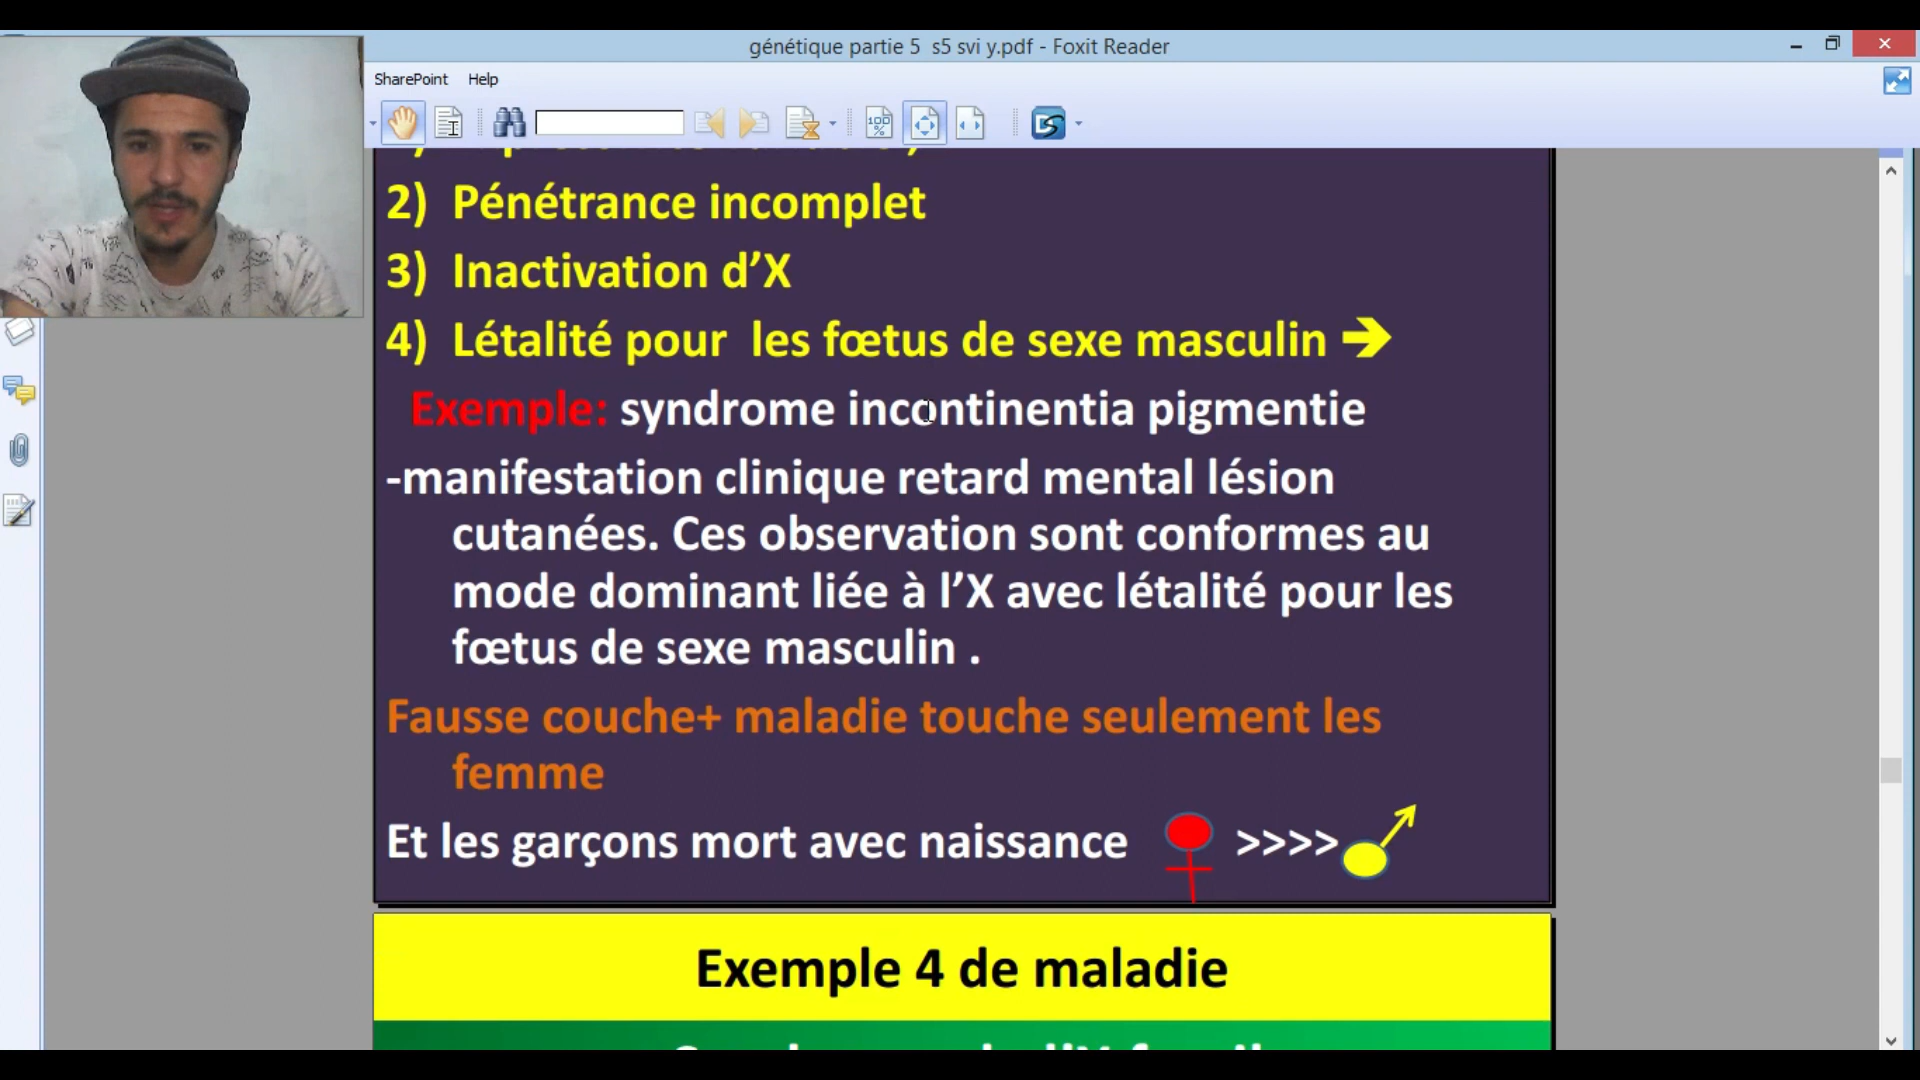 génétique partie 5 s5 svi y.pdf - Foxit Reader
SharePoint Help
2) Pénétrance incomplet
3) Inactivation d’X
4) Létalité pour les fœtus de sexe masculin ➔
Exemple: syndrome incontinentia pigmentie
-manifestation clinique retard mental lésion
cutanées. Ces observation sont conformes au
mode dominant liée à l’X avec létalité pour les
fœtus de sexe masculin .
Fausse couche+ maladie touche seulement les
femme
Et les garçons mort avec naissance >>>>
Exemple 4 de maladie